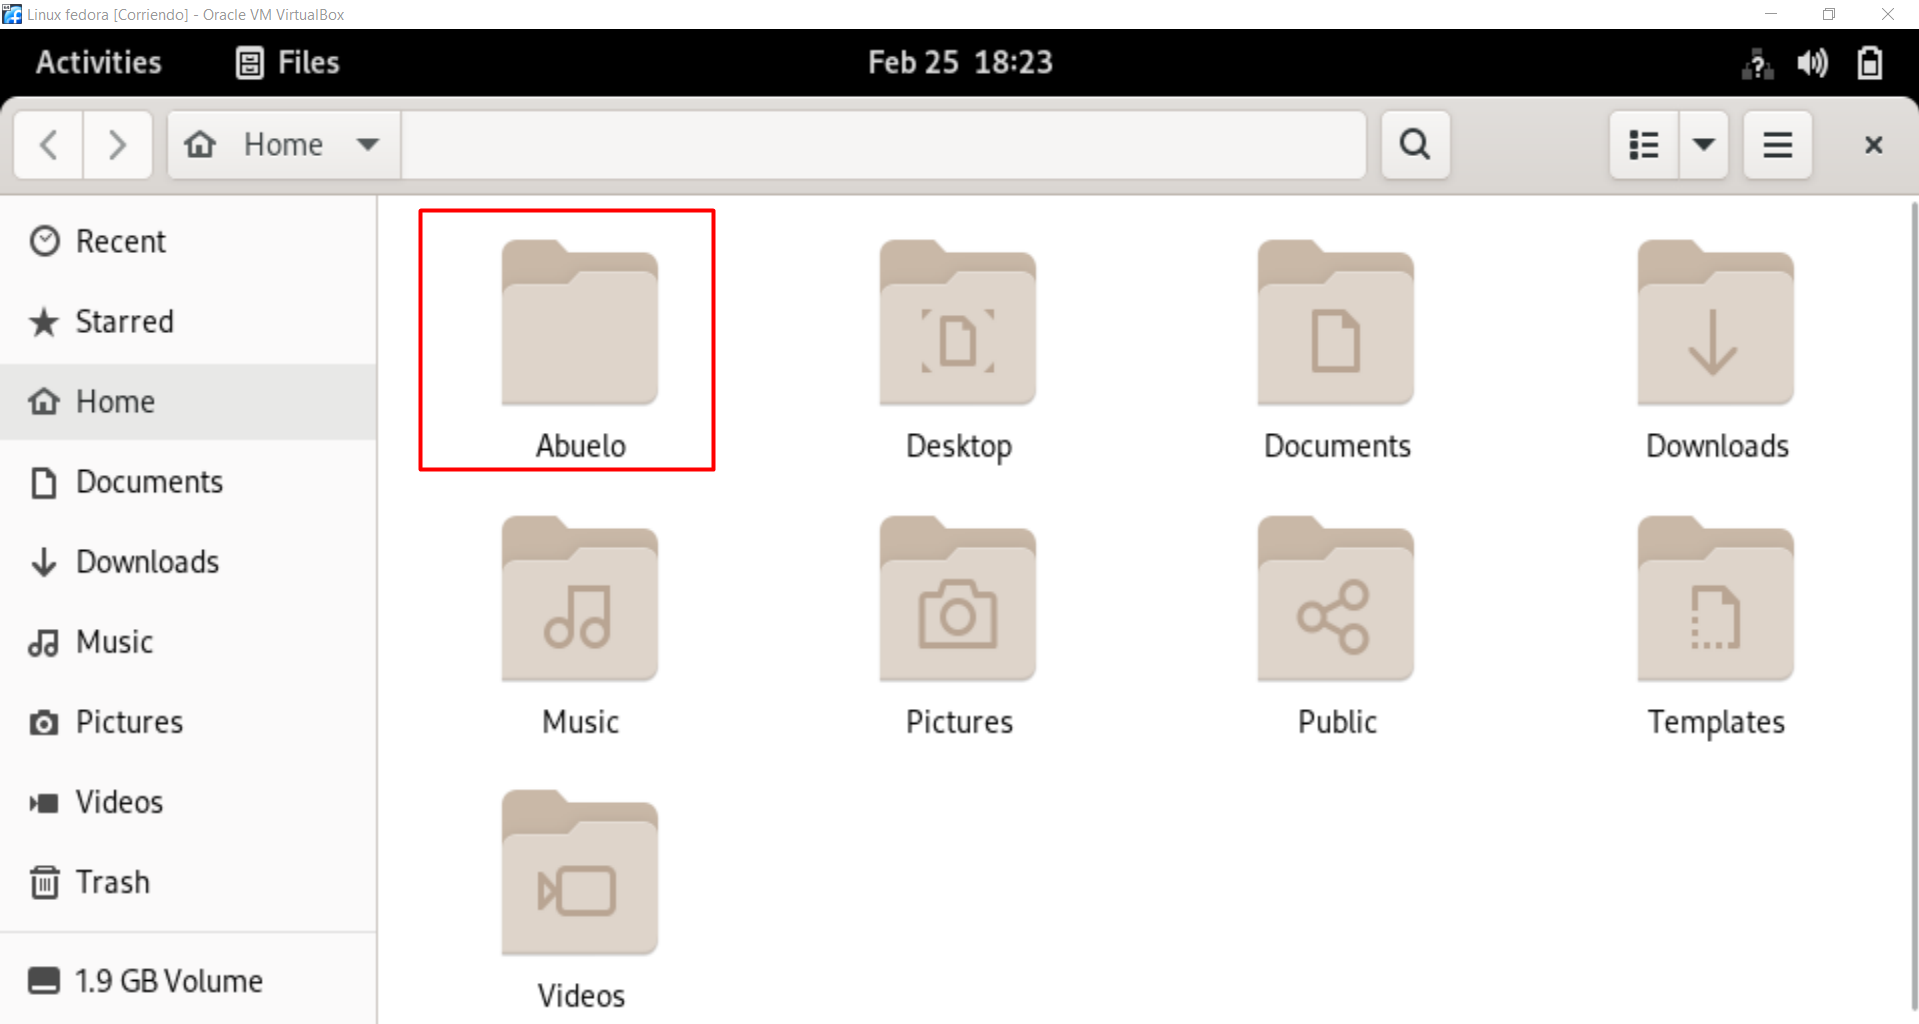 Linux fedora [Corriendo] - Oracle VM VirtualBox
Activities Files Feb 25 18:23
Home
Recent
Starred
Home
Documents
Downloads
Music
Pictures
Videos
Trash
1.9 GB Volume
Abuelo Desktop Documents Downloads
Music Pictures Public Templates
Videos